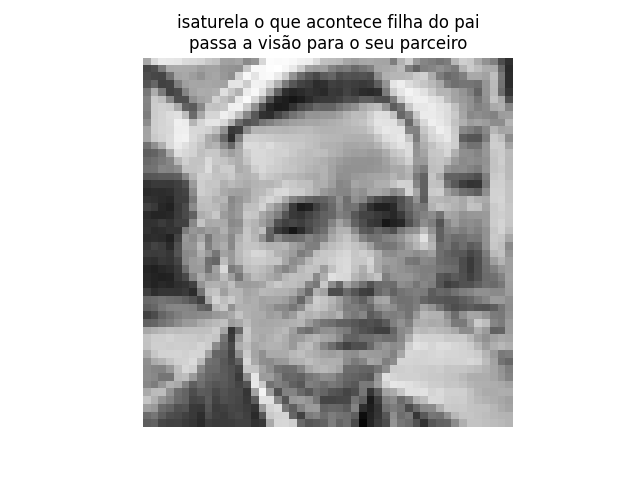 isaturela o que acontece filha do pai
passa a visão para o seu parceiro